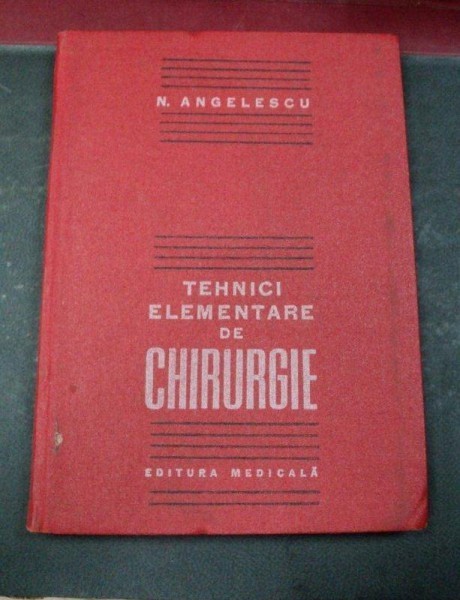 N. ANGELESCU
TEHNICI
ELEMENTARE
DE
CHIRURGIE
EDITURA MEDICALĂ